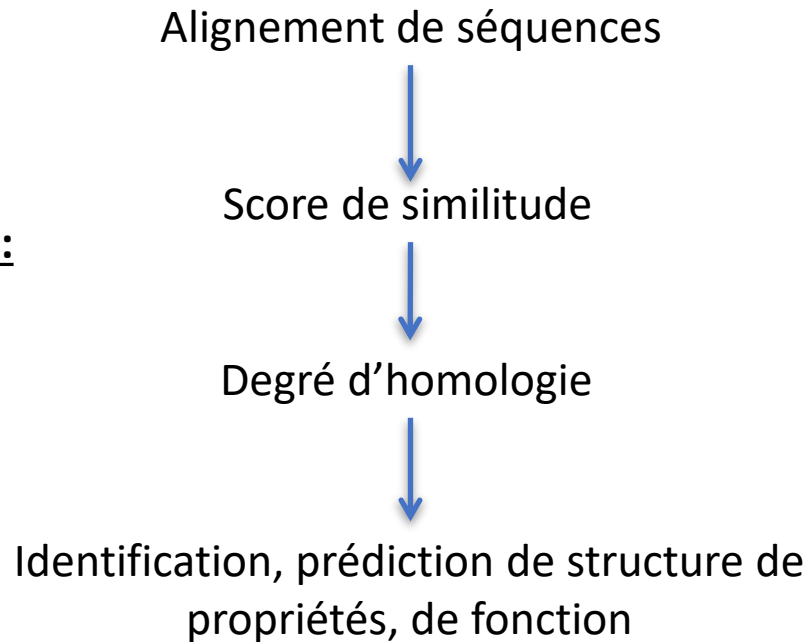 Alignement de séquences
Score de similitude
:
Degré d’homologie
Identification, prédiction de structure de
propriétés, de fonction